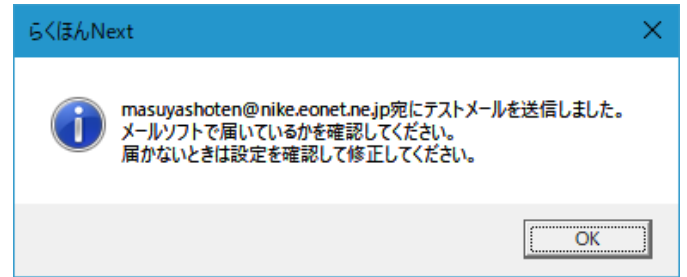 らくほんNext
masuyashoten@nike.eonet.ne.jp宛にテストメールを送信しました。
メールソフトで届いているかを確認してください。
届かないときは設定を確認して修正してください。
OK